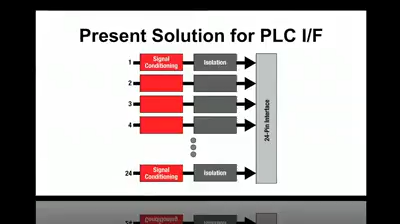 Present Solution for PLC I/F
1
Signal
Conditioning
Isolation
2
3
4
24
Signal
Conditioning
Isolation
24-Pin Interface